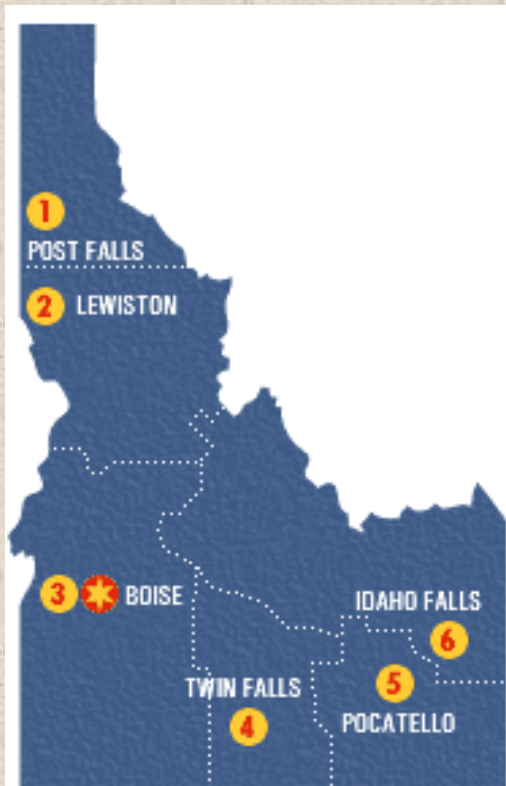 1
POST FALLS
2 LEWISTON
3 BOISE
IDAHO FALLS
6
5
POCATELLO
TWIN FALLS
4